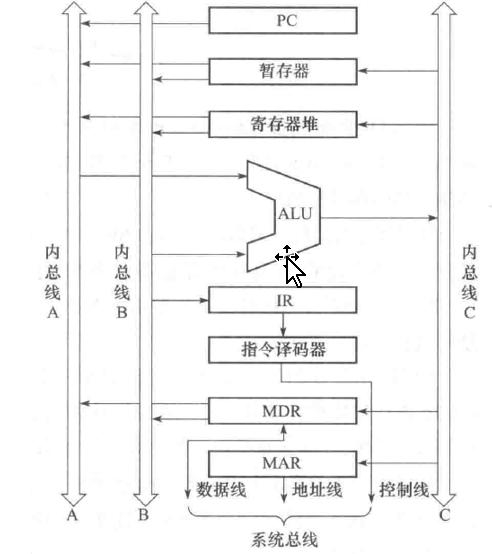 PC
暂存器
寄存器堆
ALU
内总线A
内总线B
内总线C
IR
指令译码器
MDR
MAR
数据线
地址线
控制线
A
B
C
系统总线